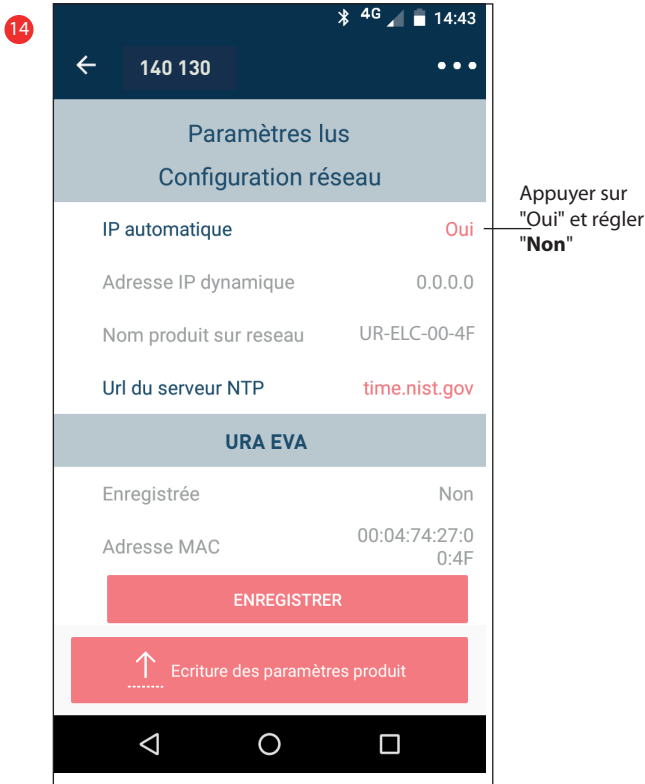 14
4G 14:43
140 130
Paramètres lus
Configuration réseau
IP automatique Oui
Appuyer sur
"Oui" et régler
"Non"
Adresse IP dynamique 0.0.0.0
Nom produit sur reseau UR-ELC-00-4F
Url du serveur NTP time.nist.gov
URA EVA
Enregistrée Non
Adresse MAC 00:04:74:27:0
0:4F
ENREGISTRER
Ecriture des paramètres produit